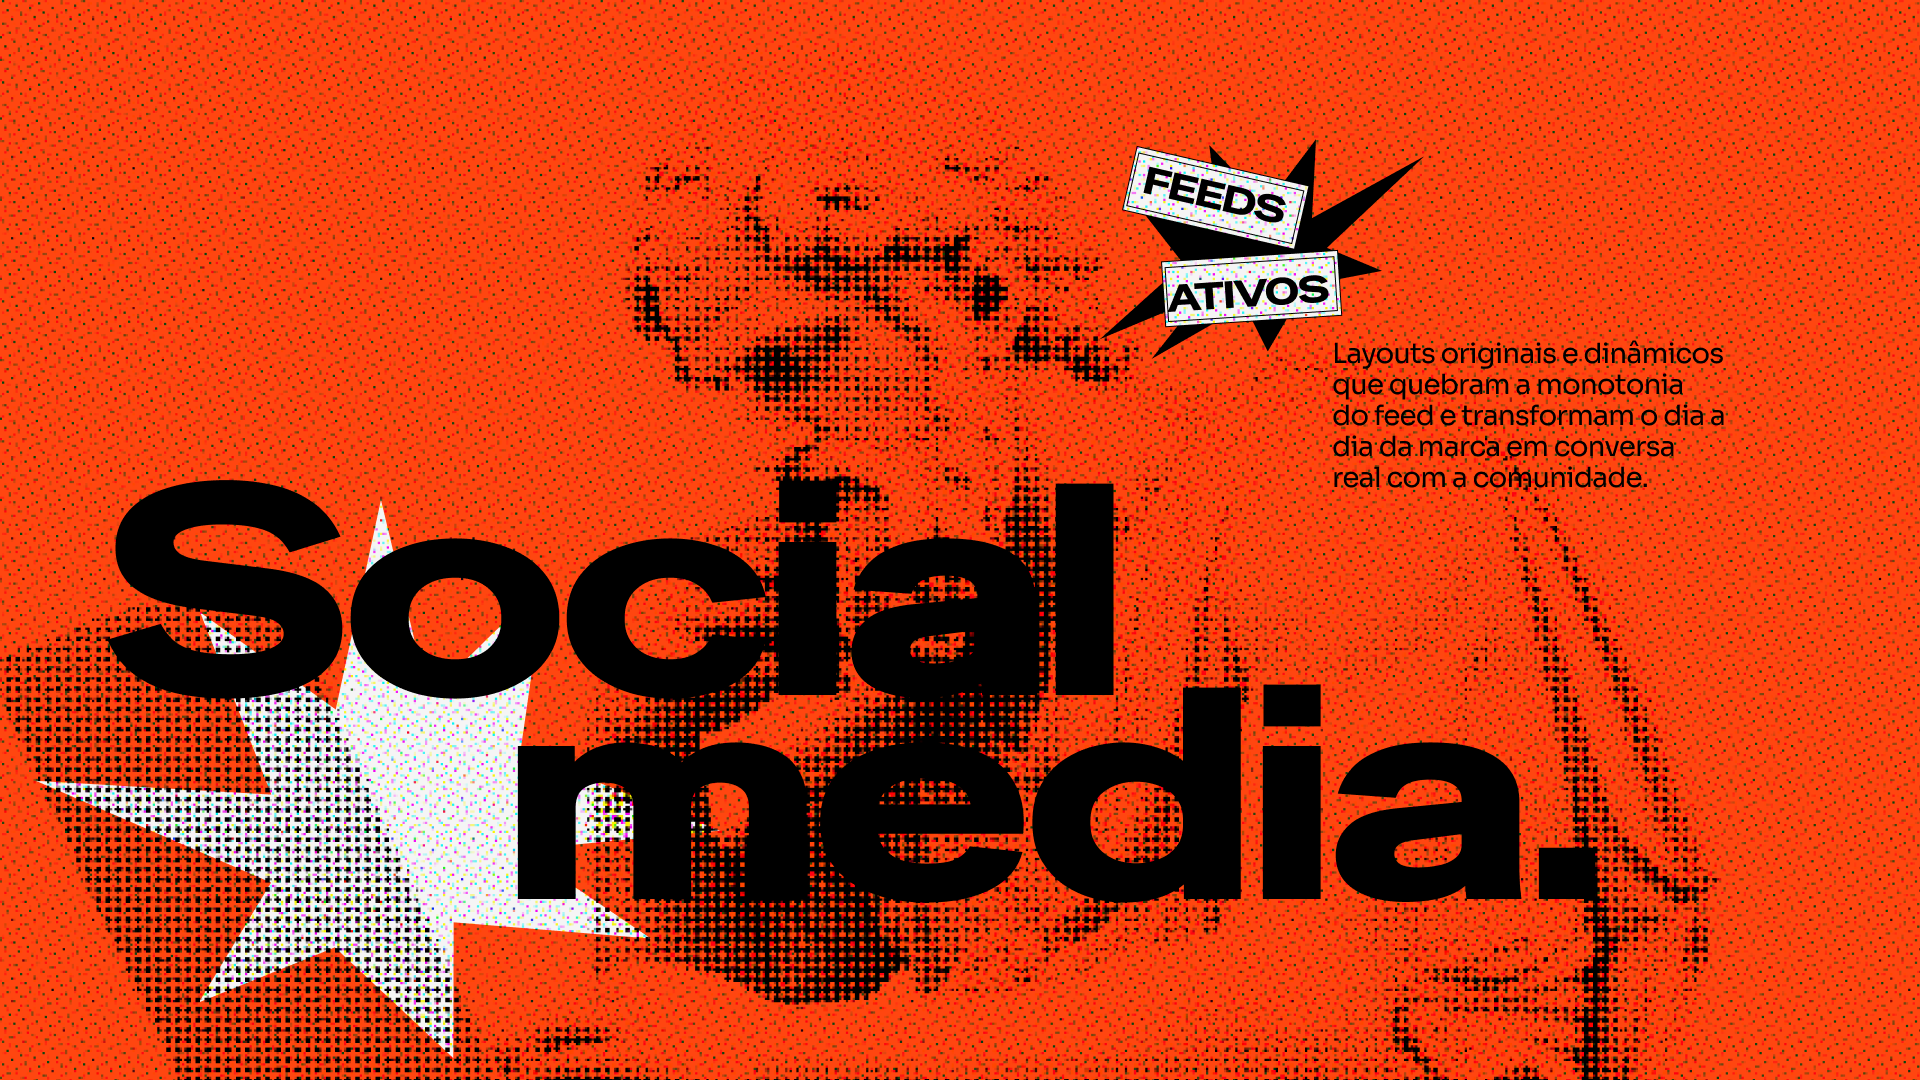 FEEDS
ATIVOS
Layouts originais e dinâmicos
que quebram a monotonia
do feed e transformam o dia a
dia da marca em conversa
real com a comunidade.
Social
media.